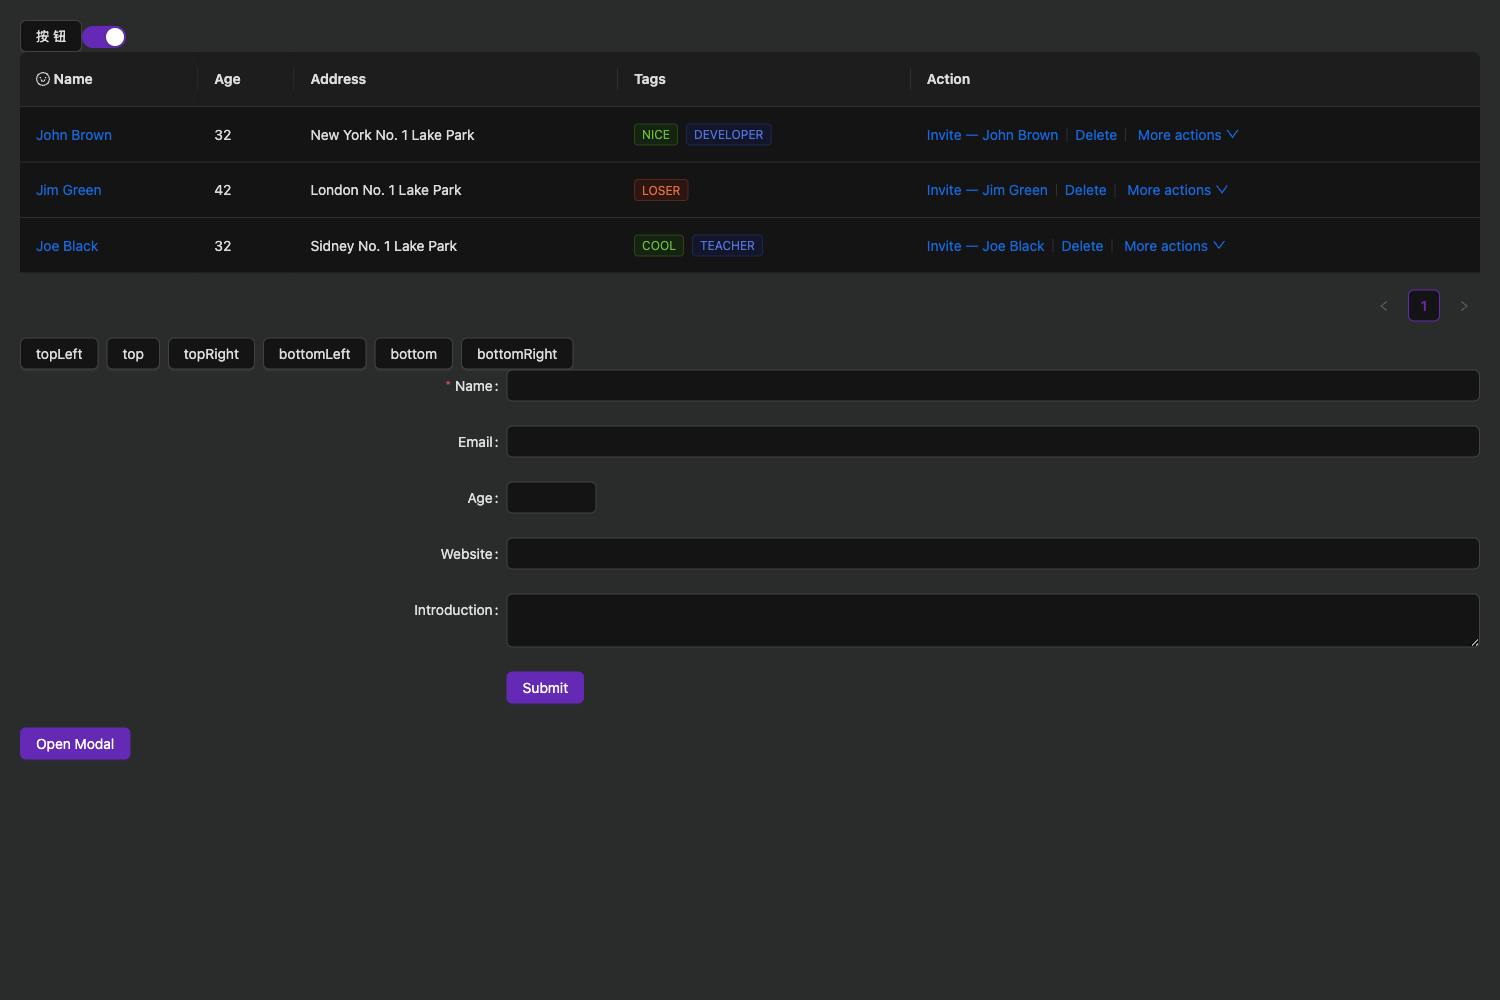 按 钮
Name Age Address Tags Action
John Brown 32 New York No. 1 Lake Park NICE DEVELOPER Invite — John Brown Delete More actions
Jim Green 42 London No. 1 Lake Park LOSER Invite — Jim Green Delete More actions
Joe Black 32 Sidney No. 1 Lake Park COOL TEACHER Invite — Joe Black Delete More actions
< 1 >
topLeft top topRight bottomLeft bottom bottomRight
* Name:
Email:
Age:
Website:
Introduction:
Submit
Open Modal